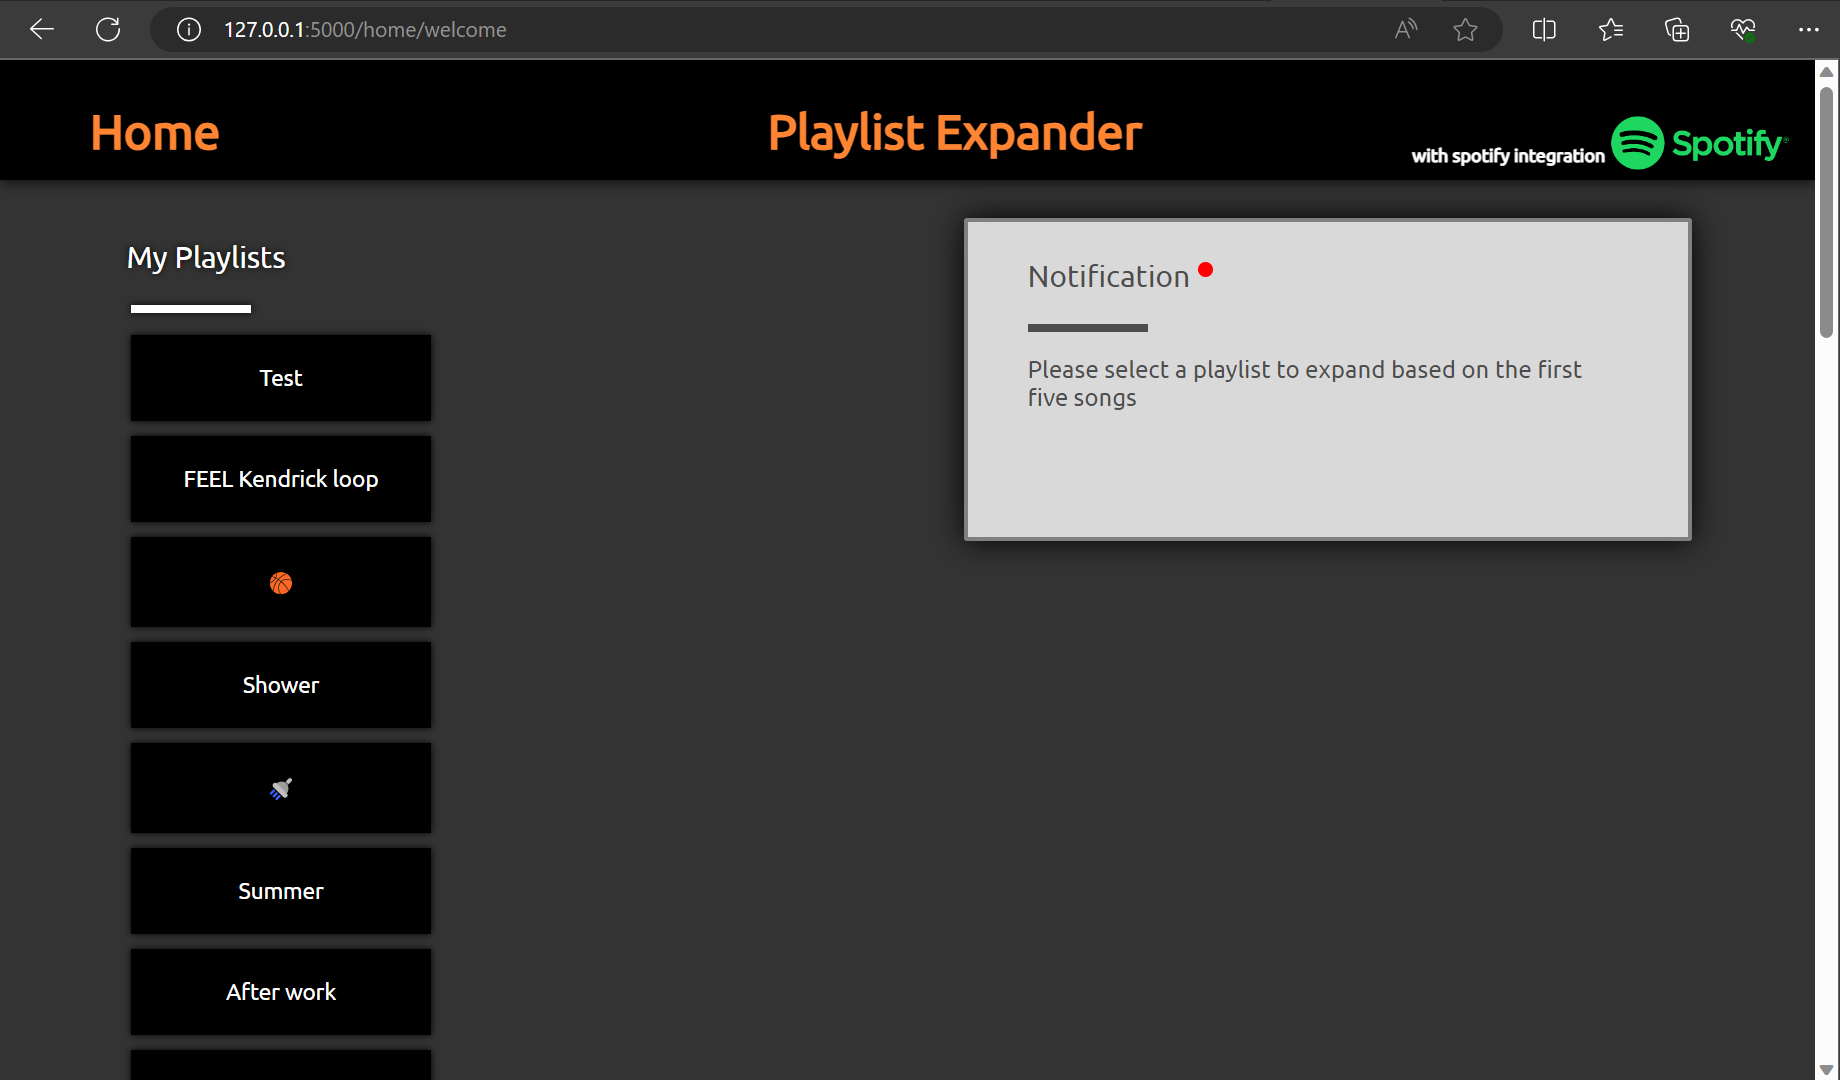 127.0.0.1:5000/home/welcome
Home
Playlist Expander
with spotify integration
Spotify®
My Playlists
Test
FEEL Kendrick loop
🏀
Shower
🚿
Summer
After work
Notification
Please select a playlist to expand based on the first
five songs